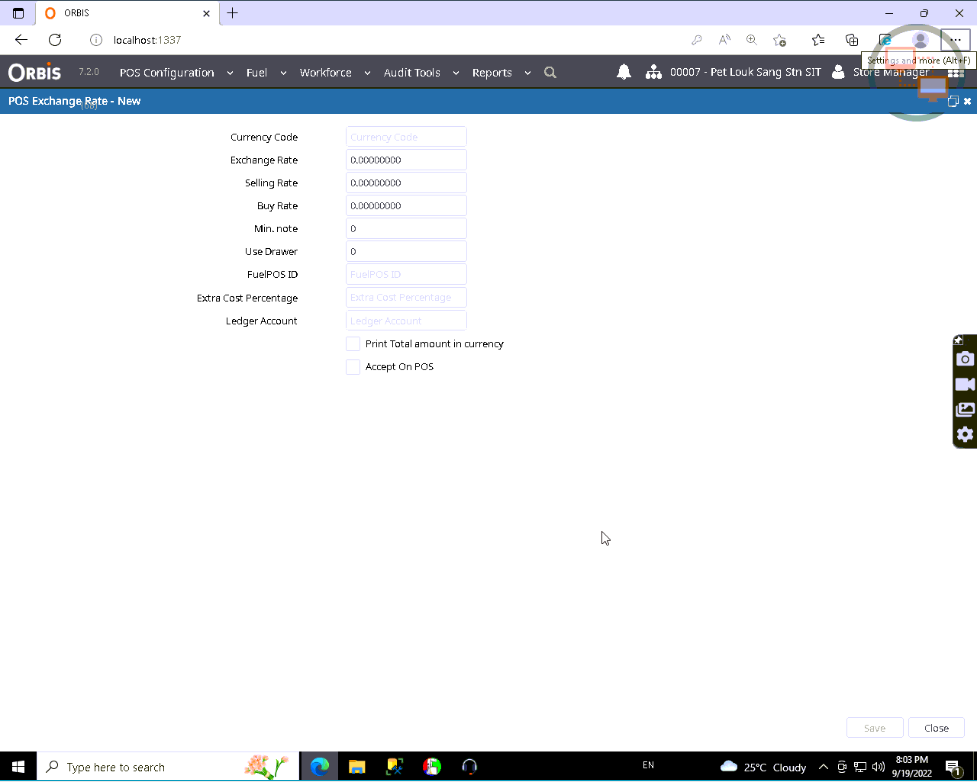 ORBIS
localhost:1337
Settings and more (Alt+F)
ORBIS 7.2.0 POS Configuration Fuel Workforce Audit Tools Reports 00007 - Pet Louk Sang Stn SIT Store Manager
POS Exchange Rate - New
Currency Code Currency Code
Exchange Rate 0.00000000
Selling Rate 0.00000000
Buy Rate 0.00000000
Min. note 0
Use Drawer 0
FuelPOS ID FuelPOS ID
Extra Cost Percentage Extra Cost Percentage
Ledger Account Ledger Account
Print Total amount in currency
Accept On POS
Save Close
Type here to search EN 25°C Cloudy 8:03 PM
9/19/2022 1